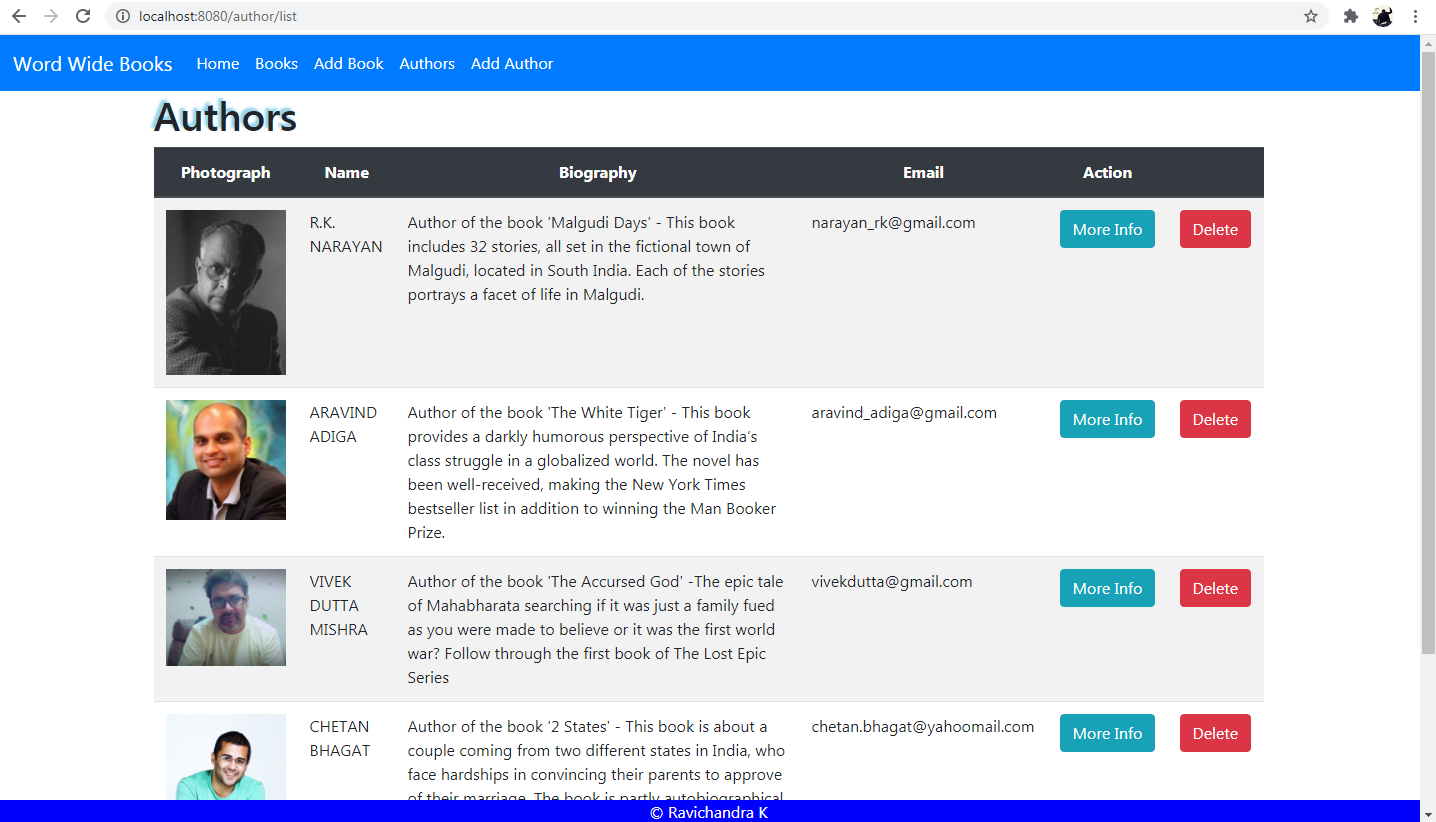 localhost:8080/author/list
Word Wide Books Home Books Add Book Authors Add Author
Authors
Photograph Name Biography Email Action
R.K.
NARAYAN
Author of the book 'Malgudi Days' - This book
includes 32 stories, all set in the fictional town of
Malgudi, located in South India. Each of the stories
portrays a facet of life in Malgudi.
narayan_rk@gmail.com
More Info Delete
ARAVIND
ADIGA
Author of the book 'The White Tiger' - This book
provides a darkly humorous perspective of India's
class struggle in a globalized world. The novel has
been well-received, making the New York Times
bestseller list in addition to winning the Man Booker
Prize.
aravind_adiga@gmail.com
More Info Delete
VIVEK
DUTTA
MISHRA
Author of the book 'The Accursed God' -The epic tale
of Mahabharata searching if it was just a family fued
as you were made to believe or it was the first world
war? Follow through the first book of The Lost Epic
Series
vivekdutta@gmail.com
More Info Delete
CHETAN
BHAGAT
Author of the book '2 States' - This book is about a
couple coming from two different states in India, who
face hardships in convincing their parents to approve
of their marriage. The book is partly autobiographical
chetan.bhagat@yahoomail.com
More Info Delete
© Ravichandra K